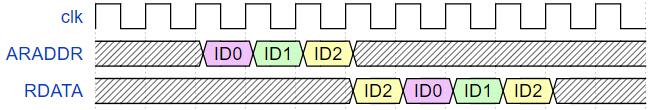 clk
ARADDR ID0 ID1 ID2
RDATA ID2 ID0 ID1 ID2